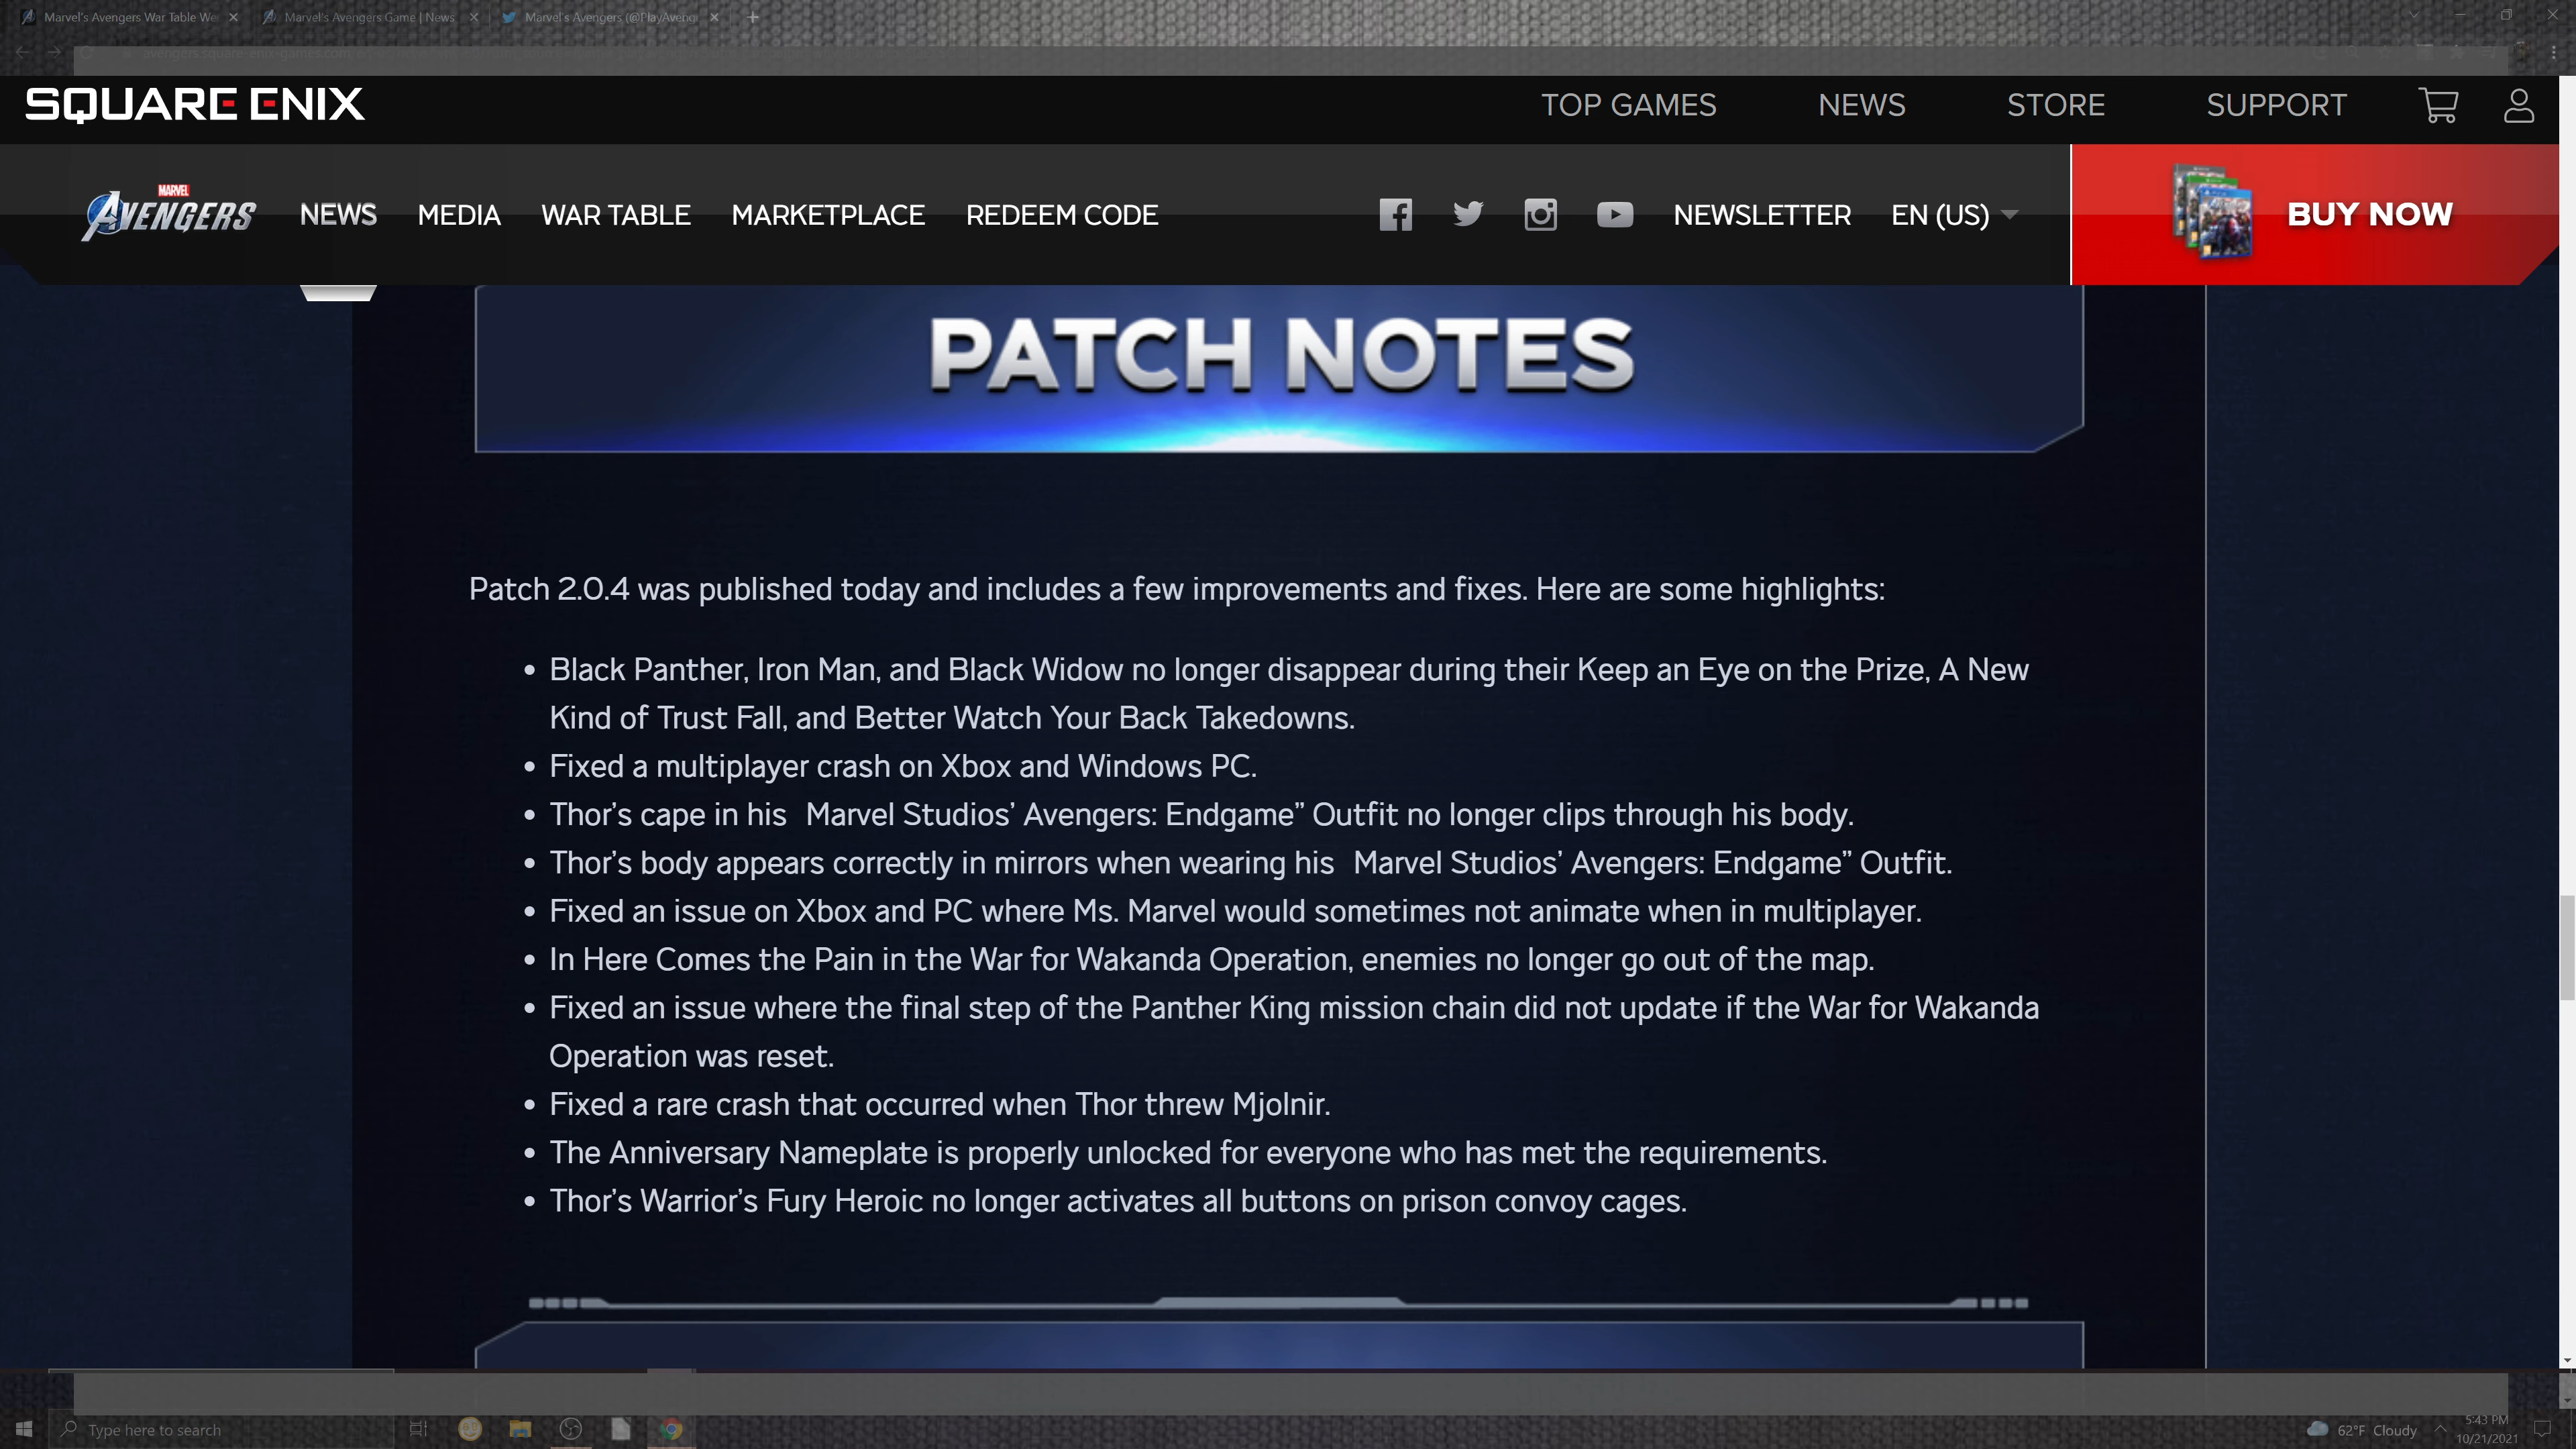 Marvel's Avengers War Table We
Marvel's Avengers Game | News
Marvel's Avengers (@PlayAveng
avengers.square-enix-games.com
SQUARE ENIX
TOP GAMES NEWS STORE SUPPORT
MARVEL
AVENGERS
NEWS MEDIA WAR TABLE MARKETPLACE REDEEM CODE
NEWSLETTER EN (US)
BUY NOW
PATCH NOTES
Patch 2.0.4 was published today and includes a few improvements and fixes. Here are some highlights:
• Black Panther, Iron Man, and Black Widow no longer disappear during their Keep an Eye on the Prize, A New
Kind of Trust Fall, and Better Watch Your Back Takedowns.
• Fixed a multiplayer crash on Xbox and Windows PC.
• Thor’s cape in his Marvel Studios’ Avengers: Endgame” Outfit no longer clips through his body.
• Thor’s body appears correctly in mirrors when wearing his Marvel Studios’ Avengers: Endgame” Outfit.
• Fixed an issue on Xbox and PC where Ms. Marvel would sometimes not animate when in multiplayer.
• In Here Comes the Pain in the War for Wakanda Operation, enemies no longer go out of the map.
• Fixed an issue where the final step of the Panther King mission chain did not update if the War for Wakanda
Operation was reset.
• Fixed a rare crash that occurred when Thor threw Mjolnir.
• The Anniversary Nameplate is properly unlocked for everyone who has met the requirements.
• Thor’s Warrior’s Fury Heroic no longer activates all buttons on prison convoy cages.
Type here to search
62°F Cloudy
5:43 PM
10/21/2021